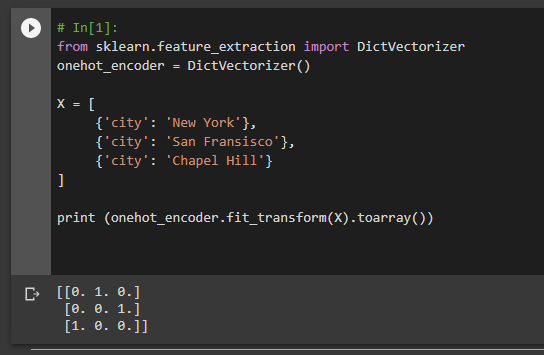 # In[1]:
from sklearn.feature_extraction import DictVectorizer
onehot_encoder = DictVectorizer()
X = [
{'city': 'New York'},
{'city': 'San Fransisco'},
{'city': 'Chapel Hill'}
]
print (onehot_encoder.fit_transform(X).toarray())
[[0. 1. 0.]
[0. 0. 1.]
[1. 0. 0.]]